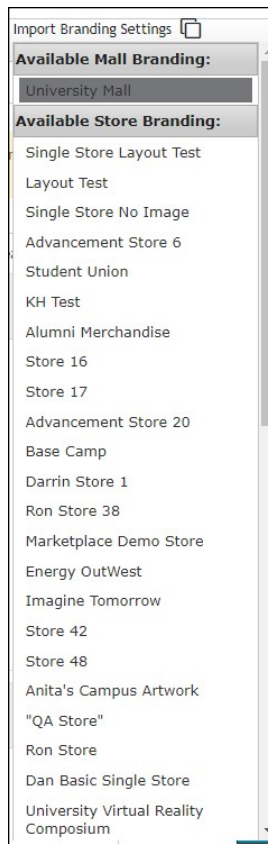 Import Branding Settings
Available Mall Branding:
University Mall
Available Store Branding:
Single Store Layout Test
Layout Test
Single Store No Image
Advancement Store 6
Student Union
KH Test
Alumni Merchandise
Store 16
Store 17
Advancement Store 20
Base Camp
Darrin Store 1
Ron Store 38
Marketplace Demo Store
Energy OutWest
Imagine Tomorrow
Store 42
Store 48
Anita's Campus Artwork
"QA Store"
Ron Store
Dan Basic Single Store
University Virtual Reality
Composium